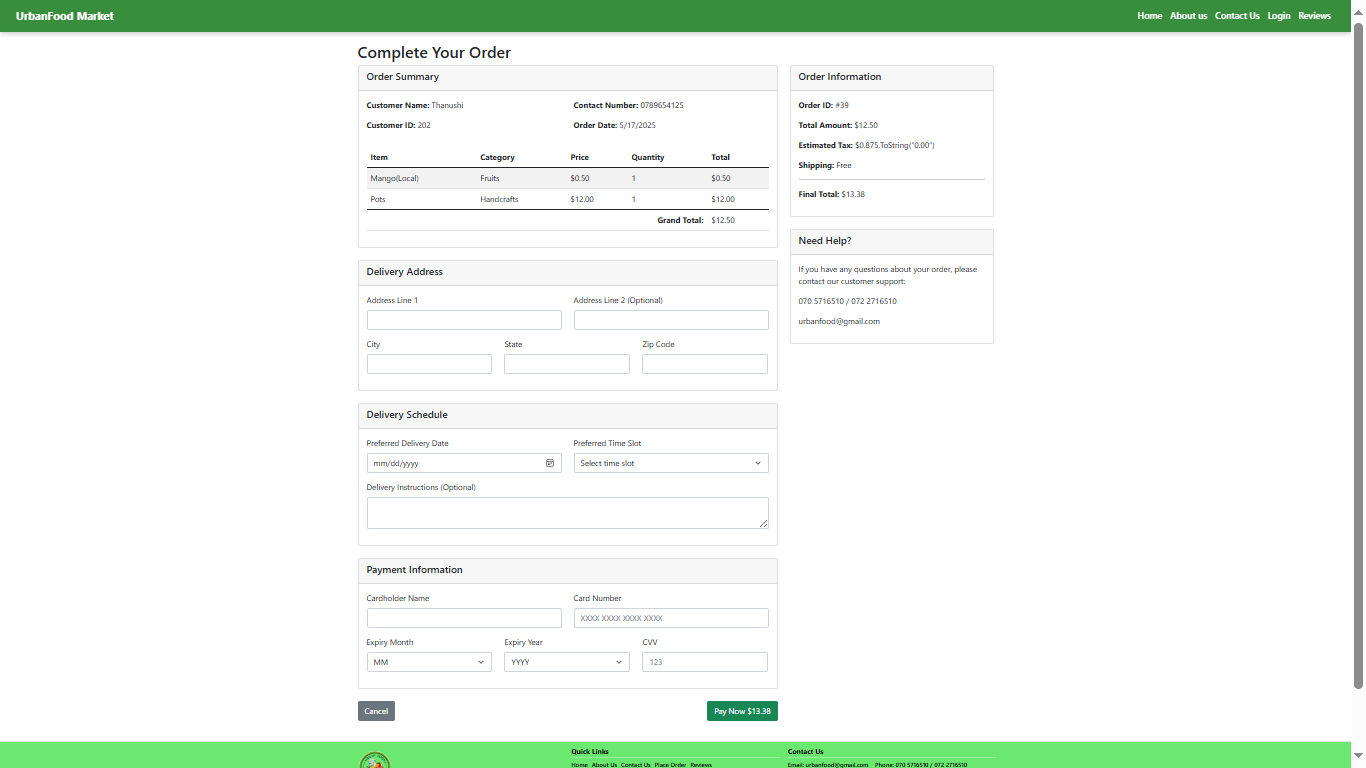 UrbanFood Market
Home About us Contact Us Login Reviews
Complete Your Order
Order Summary
Customer Name: Thanushi Contact Number: 0789654125
Customer ID: 202 Order Date: 5/17/2025
Item Category Price Quantity Total
Mango(Local) Fruits $0.50 1 $0.50
Pots Handcrafts $12.00 1 $12.00
Grand Total: $12.50
Order Information
Order ID: #39
Total Amount: $12.50
Estimated Tax: $0.875.ToString("0.00")
Shipping: Free
Final Total: $13.38
Need Help?
If you have any questions about your order, please
contact our customer support:
070 5716510 / 072 2716510
urbanfood@gmail.com
Delivery Address
Address Line 1 Address Line 2 (Optional)
City State Zip Code
Delivery Schedule
Preferred Delivery Date Preferred Time Slot
mm/dd/yyyy Select time slot
Delivery Instructions (Optional)
Payment Information
Cardholder Name Card Number
XXXX XXXX XXXX XXXX
Expiry Month Expiry Year CVV
MM YYYY 123
Cancel Pay Now $13.38
Quick Links Contact Us
Home About Us Contact Us Place Order Reviews Email: urbanfood@gmail.com Phone: 070 5716510 / 072 2716510